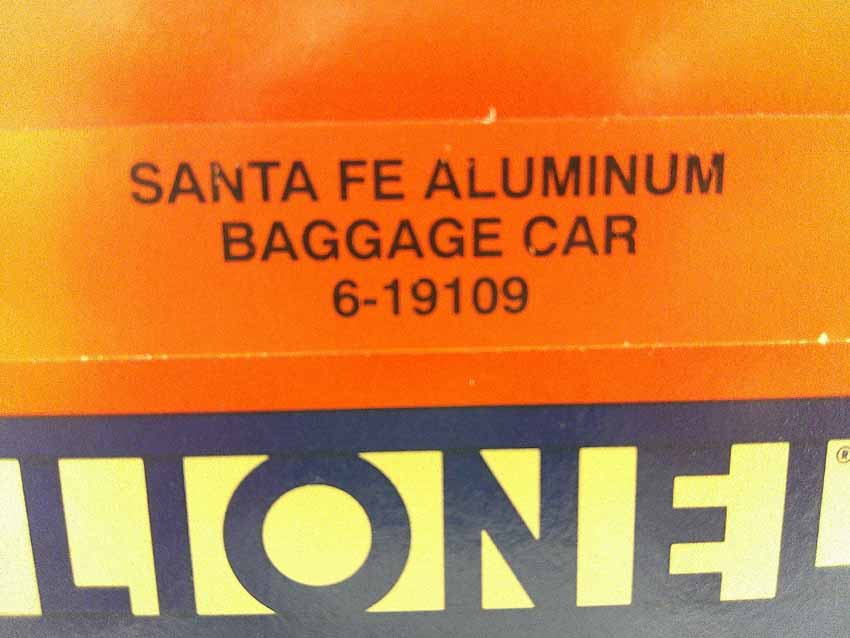 SANTA FE ALUMINUM
BAGGAGE CAR
6-19109
LIONEL ®